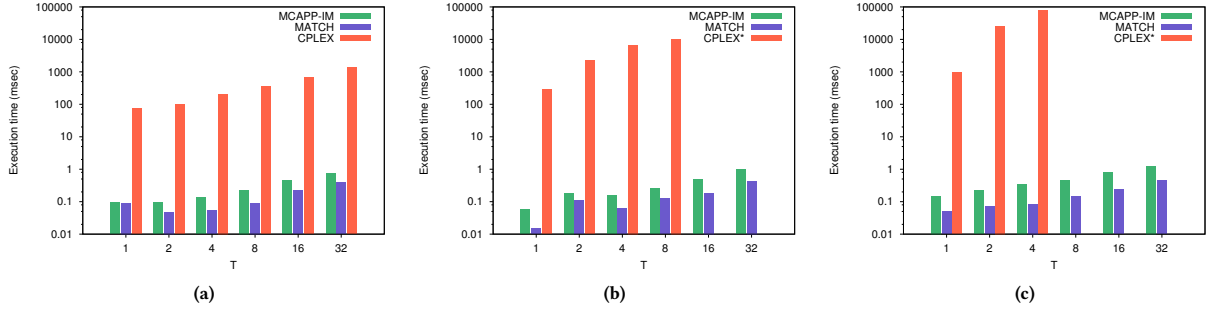 100000
10000
1000
100
10
1
0.1
0.01
Execution time (msec)
MCAPP-IM
MATCH
CPLEX
1 2 4 8 16 32
T
(a)
100000
10000
1000
100
10
1
0.1
0.01
Execution time (msec)
MCAPP-IM
MATCH
CPLEX*
1 2 4 8 16 32
T
(b)
100000
10000
1000
100
10
1
0.1
0.01
Execution time (msec)
MCAPP-IM
MATCH
CPLEX*
1 2 4 8 16 32
T
(c)